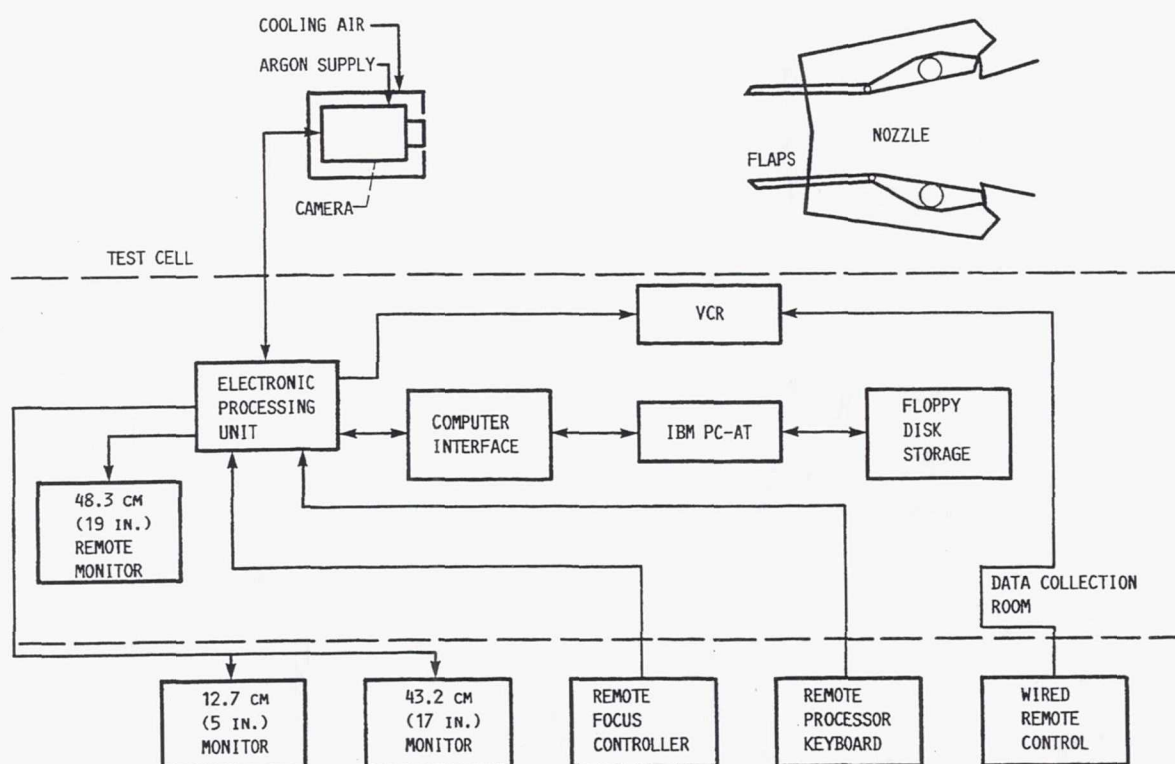 COOLING AIR
ARGON SUPPLY
CAMERA
NOZZLE
FLAPS
TEST CELL
VCR
ELECTRONIC
PROCESSING
UNIT
COMPUTER
INTERFACE
IBM PC-AT
FLOPPY
DISK
STORAGE
48.3 CM
(19 IN.)
REMOTE
MONITOR
DATA COLLECTION
ROOM
12.7 CM
(5 IN.)
MONITOR
43.2 CM
(17 IN.)
MONITOR
REMOTE
FOCUS
CONTROLLER
REMOTE
PROCESSOR
KEYBOARD
WIRED
REMOTE
CONTROL